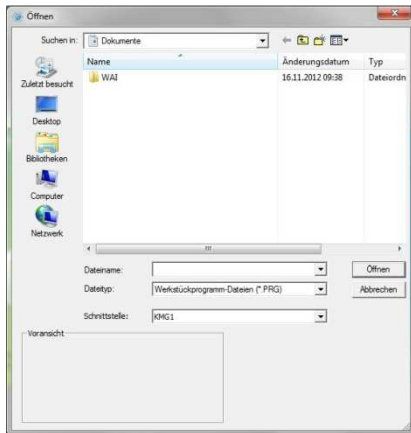 Öffnen
Suchen in: Dokumente
Name Änderungsdatum Typ
WAI 16.11.2012 09:38 Dateiordn
Zuletzt besucht
Desktop
Bibliotheken
Computer
Netzwerk
Dateiname: Öffnen
Dateityp: Werkstückprogramm-Dateien (*.PRG) Abbrechen
Schnittstelle: KMG1
Voransicht